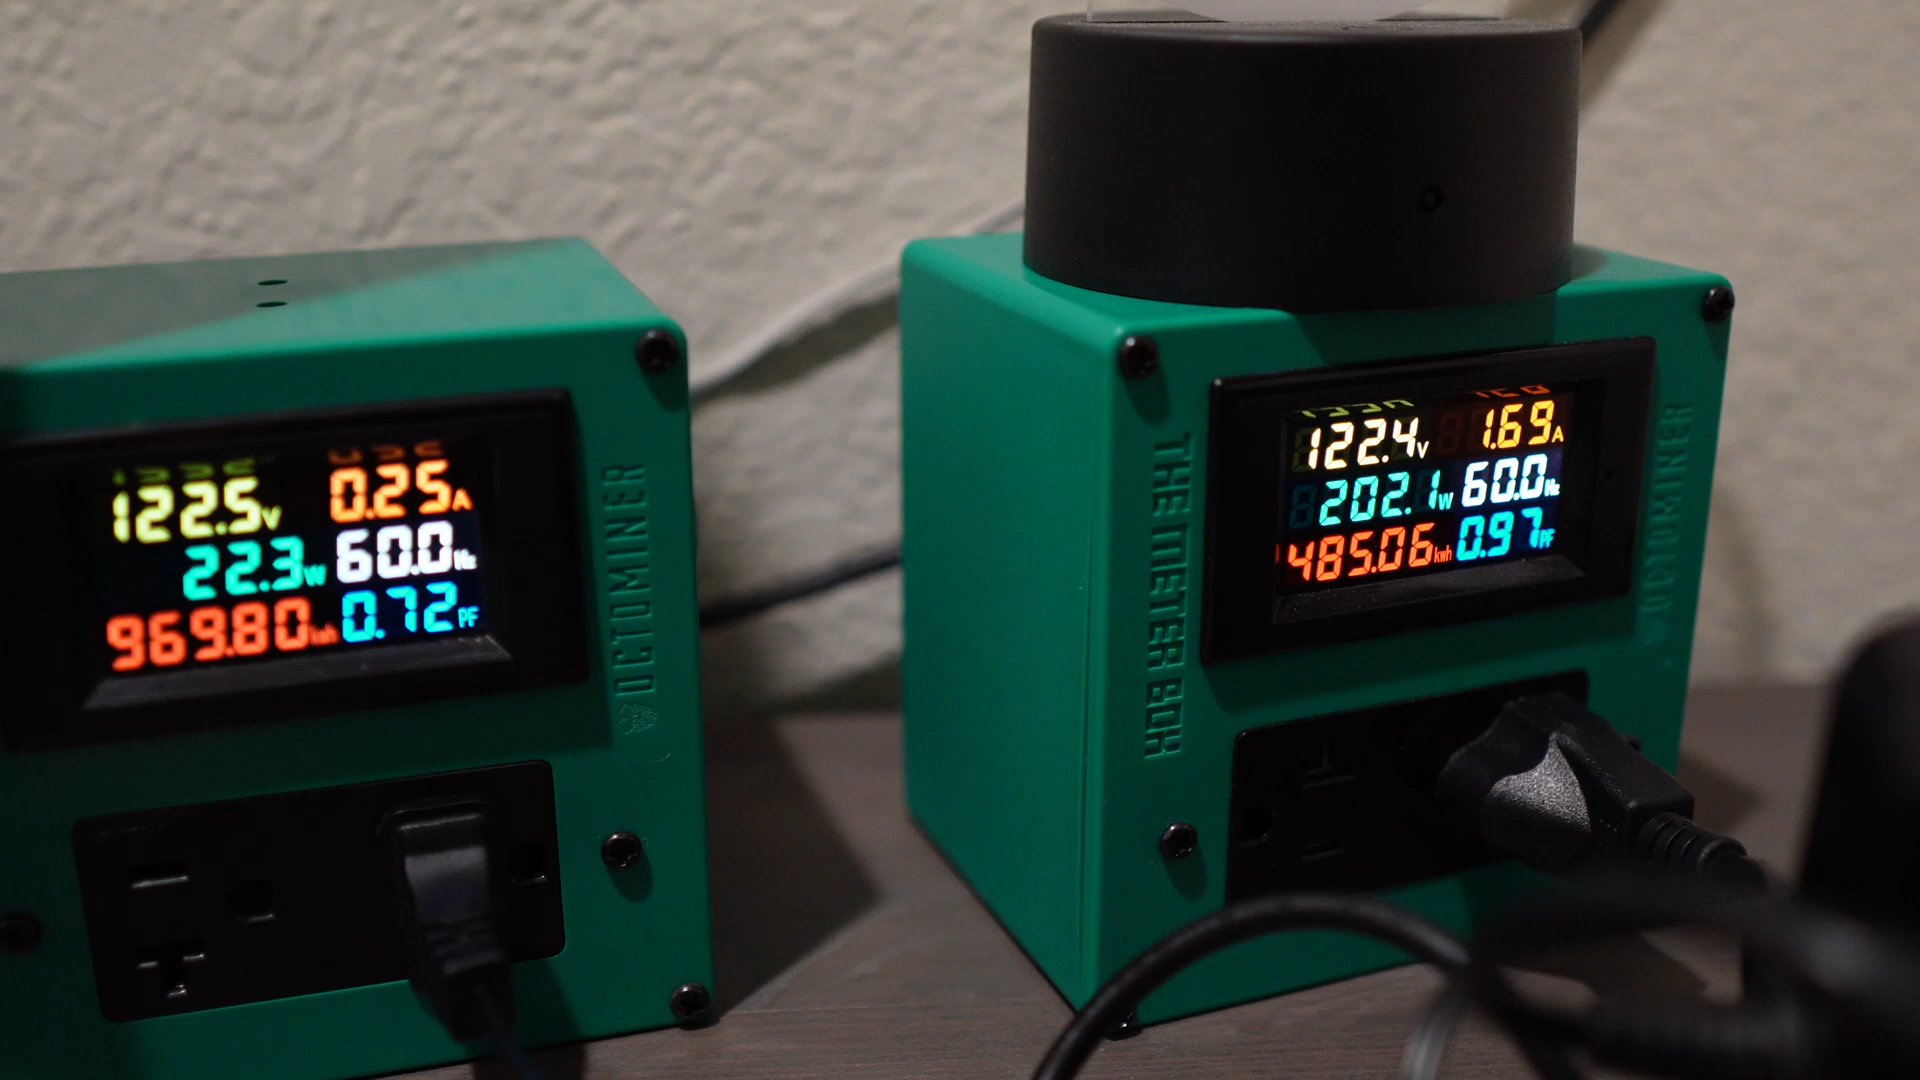 122.5V 0.25A
22.3W 60.0Hz
969.80kwh 0.72PF
OCTOMINER
THE METER BOX
122.4V 1.69A
202.1W 60.0Hz
485.06kwh 0.97PF
OCTOMINER